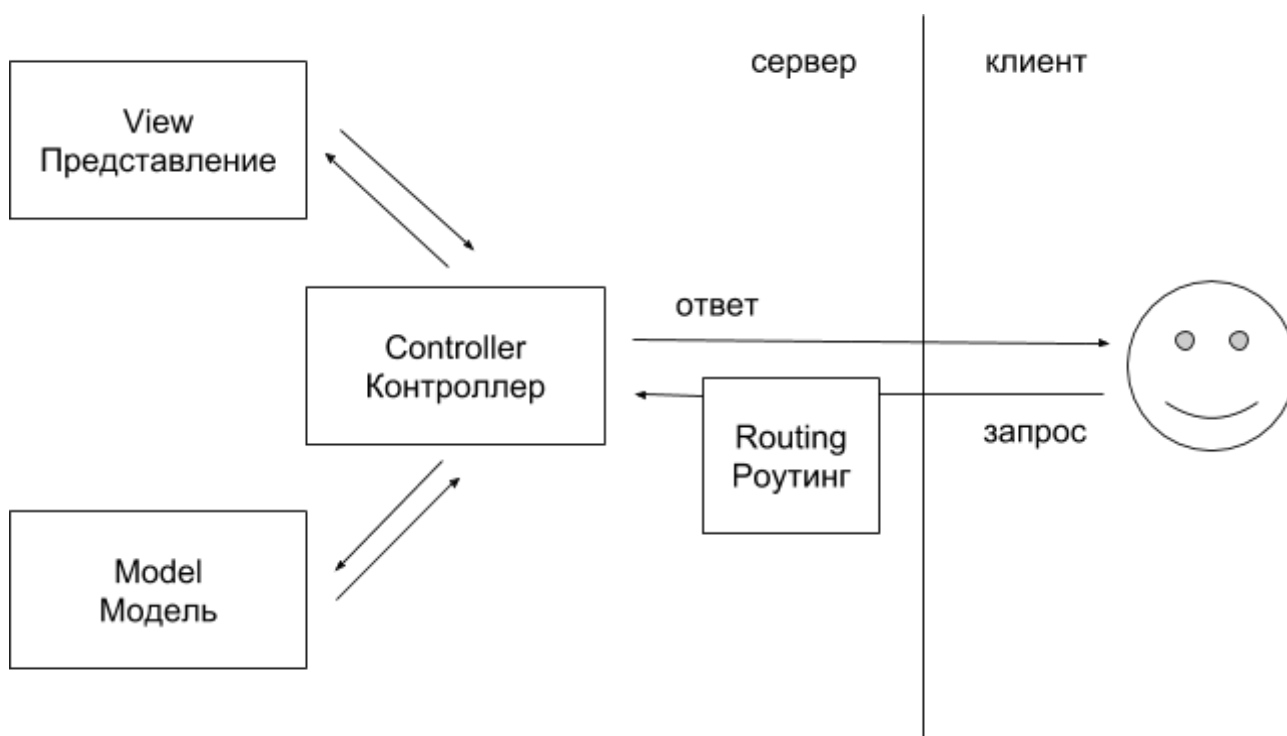 сервер
клиент
View
Представление
ответ
Controller
Контроллер
запрос
Routing
Роутинг
Model
Модель